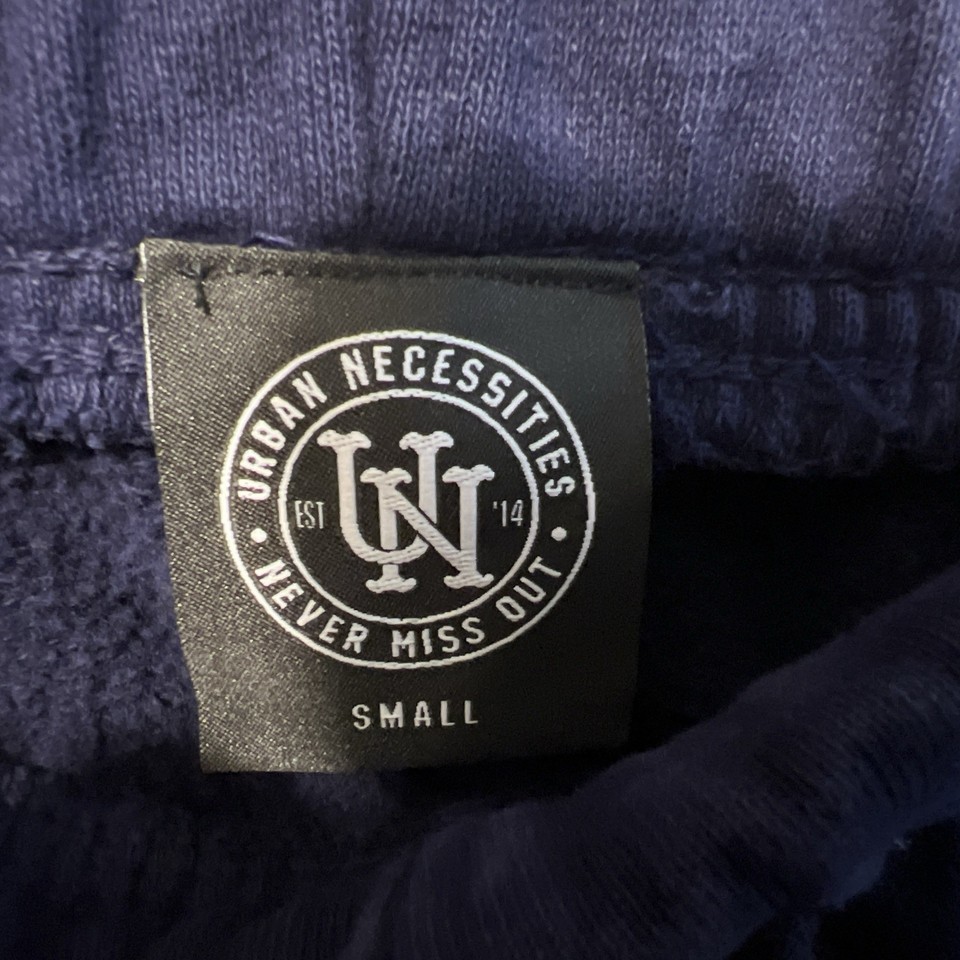 URBAN NECESSITIES
EST UN '14
NEVER MISS OUT
SMALL